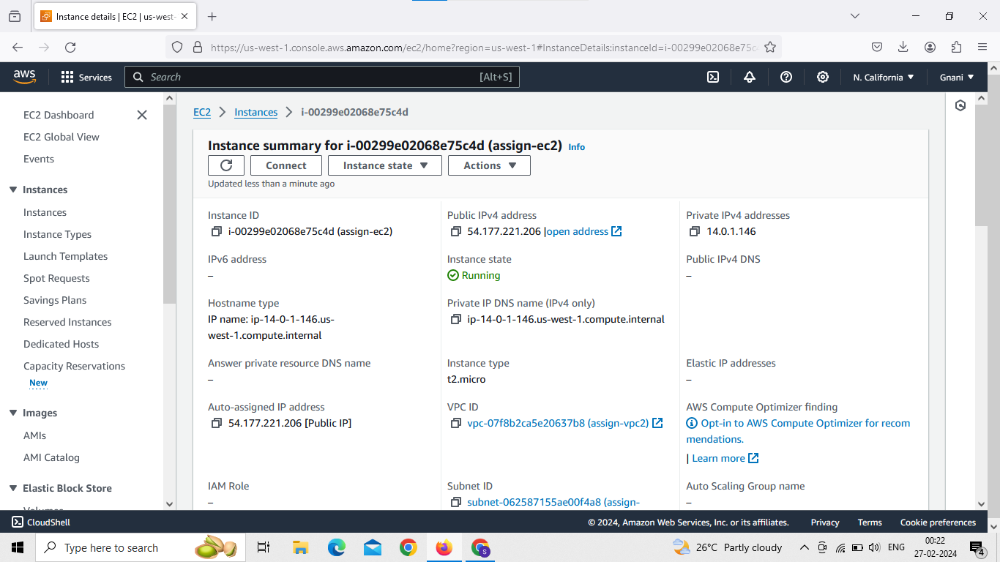 Instance details | EC2 | us-west-
https://us-west-1.console.aws.amazon.com/ec2/home?region=us-west-1#InstanceDetails:instanceId=i-00299e02068e75c
aws
Services
Search
[Alt+S]
N. California
Gnani
EC2 Dashboard
EC2 Global View
Events
Instances
Instances
Instance Types
Launch Templates
Spot Requests
Savings Plans
Reserved Instances
Dedicated Hosts
Capacity Reservations
New
Images
AMIs
AMI Catalog
Elastic Block Store
Volumes
EC2 > Instances > i-00299e02068e75c4d
Instance summary for i-00299e02068e75c4d (assign-ec2) Info
Connect
Instance state
Actions
Updated less than a minute ago
Instance ID
i-00299e02068e75c4d (assign-ec2)
Public IPv4 address
54.177.221.206 |open address
Private IPv4 addresses
14.0.1.146
IPv6 address
–
Instance state
Running
Public IPv4 DNS
–
Hostname type
IP name: ip-14-0-1-146.us-
west-1.compute.internal
Private IP DNS name (IPv4 only)
ip-14-0-1-146.us-west-1.compute.internal
Answer private resource DNS name
–
Instance type
t2.micro
Elastic IP addresses
–
Auto-assigned IP address
54.177.221.206 [Public IP]
VPC ID
vpc-07f8b2ca5e20637b8 (assign-vpc2)
AWS Compute Optimizer finding
Opt-in to AWS Compute Optimizer for recom
mendations.
| Learn more
IAM Role
–
Subnet ID
subnet-062587155ae00f4a8 (assign-
Auto Scaling Group name
–
CloudShell
© 2024, Amazon Web Services, Inc. or its affiliates.
Privacy
Terms
Cookie preferences
Type here to search
26°C Partly cloudy
ENG
00:22
27-02-2024
4
S